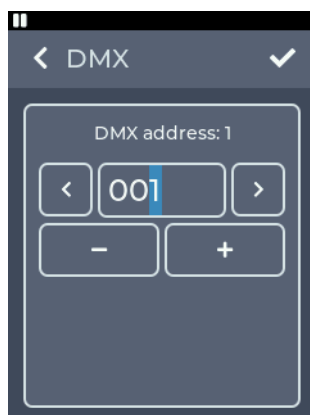 DMX
DMX address: 1
< 001 >
− +